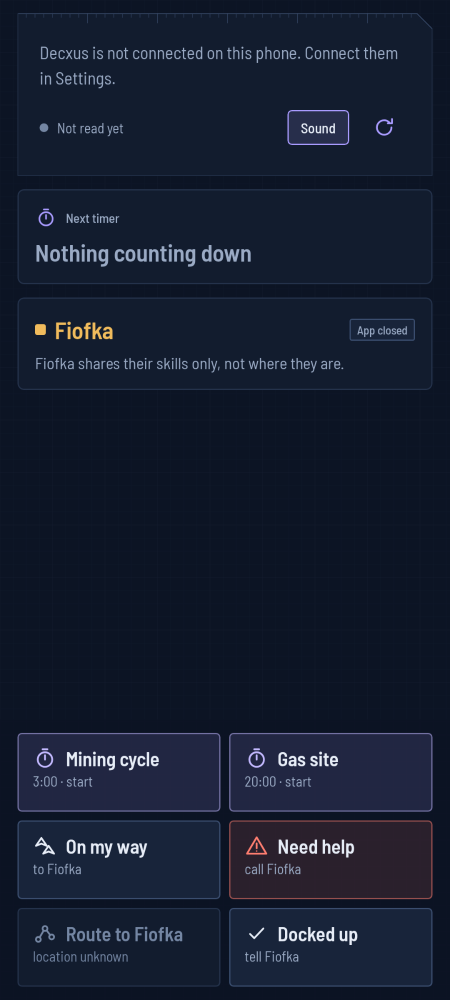 Decxus is not connected on this phone. Connect them
in Settings.
Not read yet
Sound
Next timer
Nothing counting down
Fiofka
App closed
Fiofka shares their skills only, not where they are.
Mining cycle
3:00 · start
Gas site
20:00 · start
On my way
to Fiofka
Need help
call Fiofka
Route to Fiofka
location unknown
Docked up
tell Fiofka